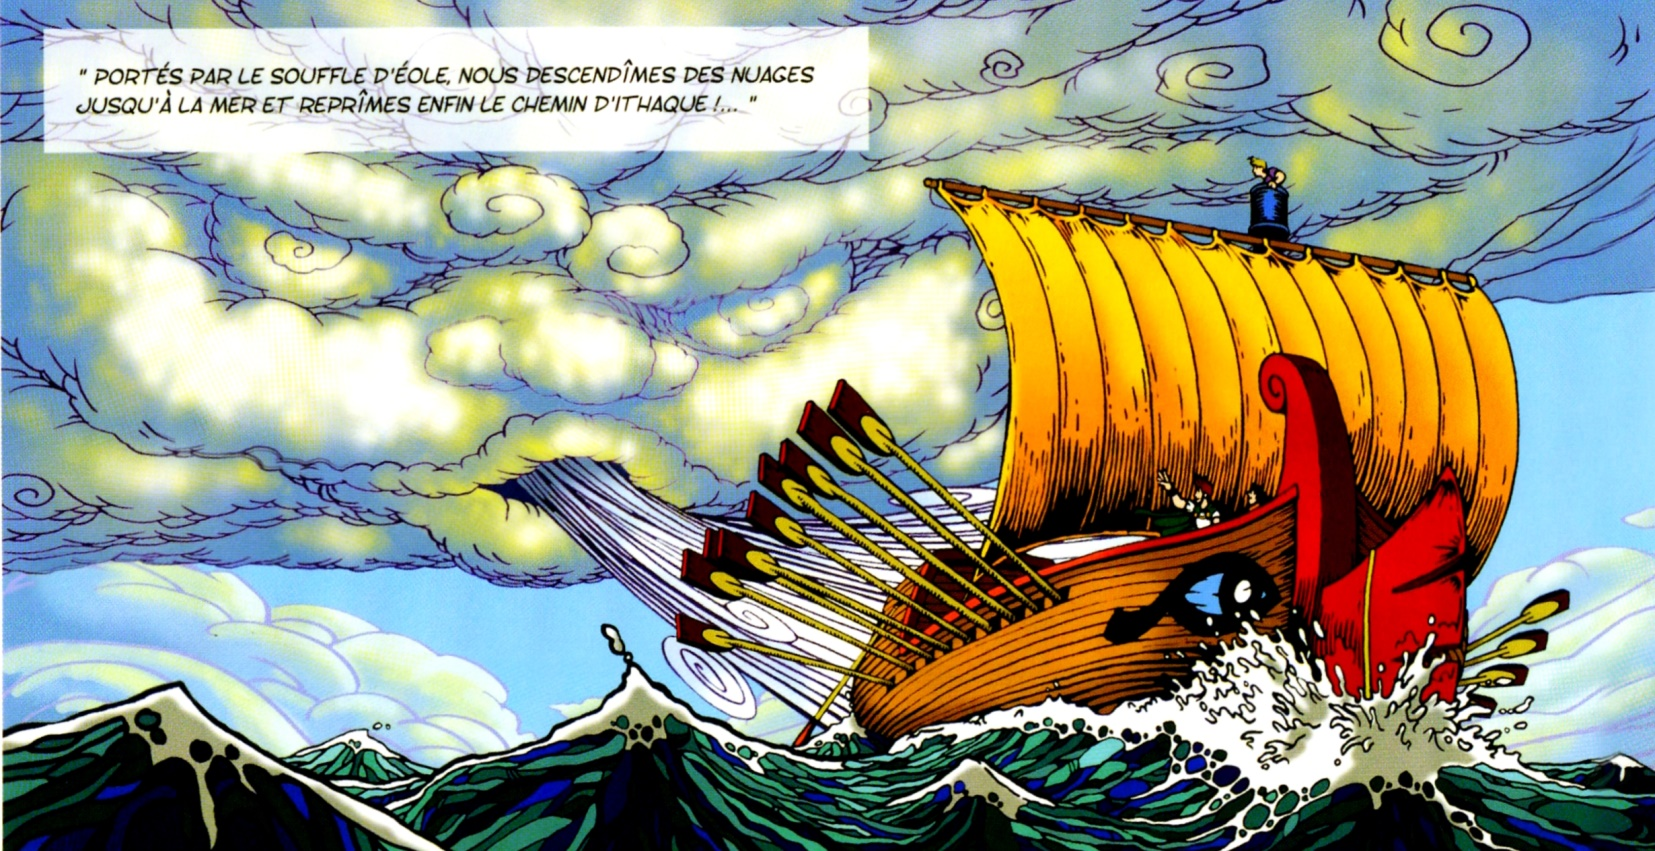 " PORTÉS PAR LE SOUFFLE D'ÉOLE, NOUS DESCENDÎMES DES NUAGES
JUSQU'À LA MER ET REPRÎMES ENFIN LE CHEMIN D'ITHAQUE !... "